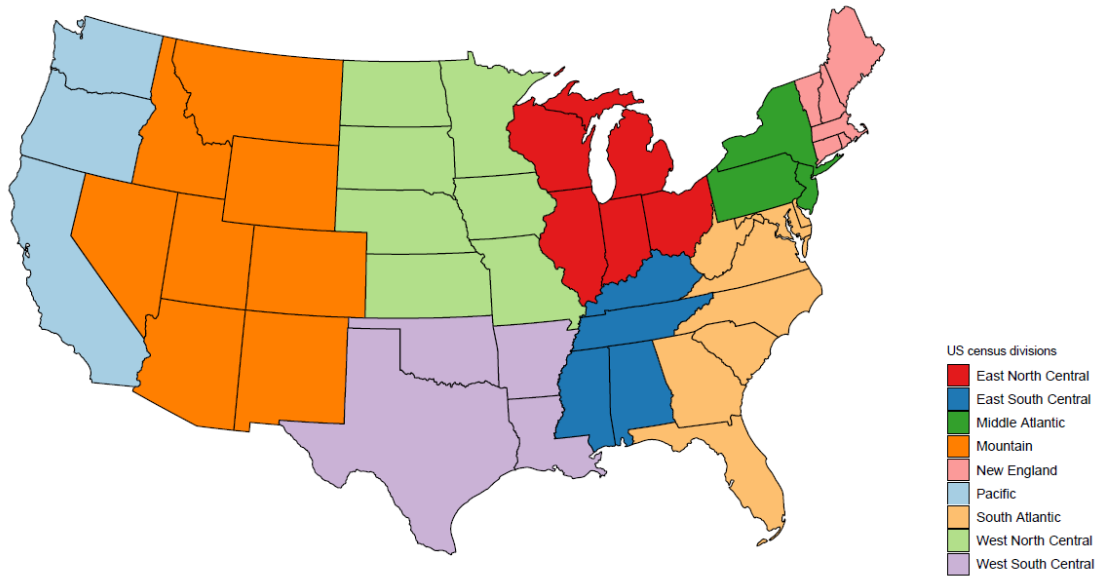 US census divisions
East North Central
East South Central
Middle Atlantic
Mountain
New England
Pacific
South Atlantic
West North Central
West South Central